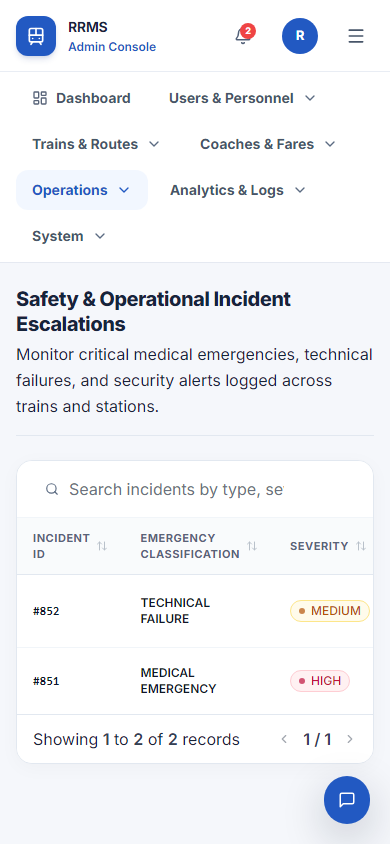 RRMS
Admin Console
2
R
Dashboard
Users & Personnel
Trains & Routes
Coaches & Fares
Operations
Analytics & Logs
System
Safety & Operational Incident
Escalations
Monitor critical medical emergencies, technical
failures, and security alerts logged across
trains and stations.
Search incidents by type, se
INCIDENT
ID
EMERGENCY
CLASSIFICATION
SEVERITY
#852
TECHNICAL
FAILURE
MEDIUM
#851
MEDICAL
EMERGENCY
HIGH
Showing 1 to 2 of 2 records
1 / 1